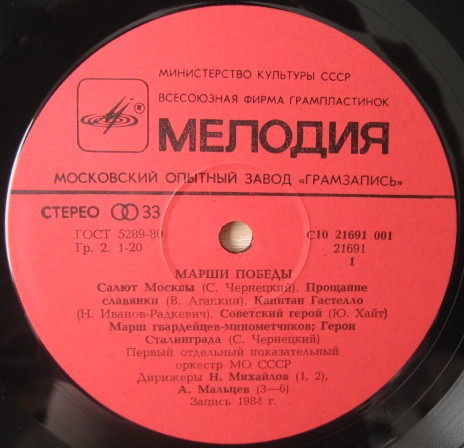 МИНИСТЕРСТВО КУЛЬТУРЫ СССР
ВСЕСОЮЗНАЯ ФИРМА ГРАМПЛАСТИНОК
®
МЕЛОДИЯ
МОСКОВСКИЙ ОПЫТНЫЙ ЗАВОД «ГРАМЗАПИСЬ»
СТЕРЕО 33
ГОСТ 5289-80 С10 21691 001
Гр. 2. 1-20 21691
1
МАРШИ ПОБЕДЫ
Салют Москвы (С. Чернецкий). Прощание
славянки (В. Агапкин). Капитан Гастелло
(Н. Иванов-Радкевич). Советский герой (Ю. Хайт)
Марш гвардейцев-минометчиков; Герои
Сталинграда (С. Чернецкий)
Первый отдельный показательный
оркестр МО СССР
Дирижеры Н. Михайлов (1, 2),
А. Мальцев (3—6)
Запись 1984 г.